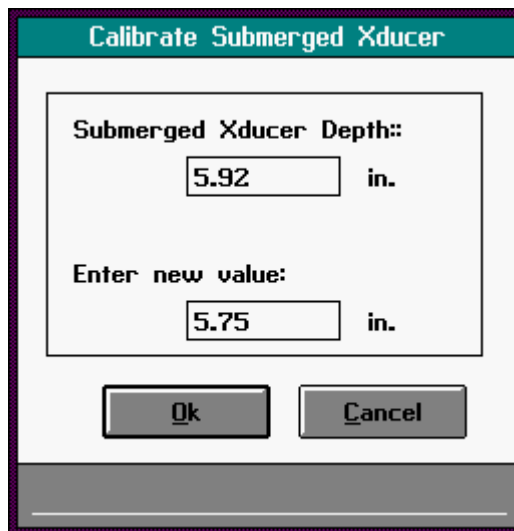 Calibrate Submerged Xducer
Submerged Xducer Depth::
5.92 in.
Enter new value:
5.75 in.
Ok Cancel